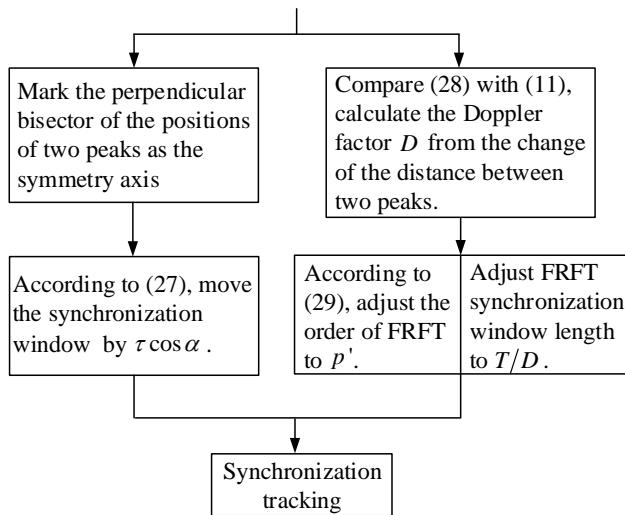 Mark the perpendicular
bisector of the positions
of two peaks as the
symmetry axis
Compare (28) with (11),
calculate the Doppler
factor D from the change
of the distance between
two peaks.
According to (27), move
the synchronization
window by τ cos α .
According to
(29), adjust the
order of FRFT
to p'.
Adjust FRFT
synchronization
window length
to T/D .
Synchronization
tracking